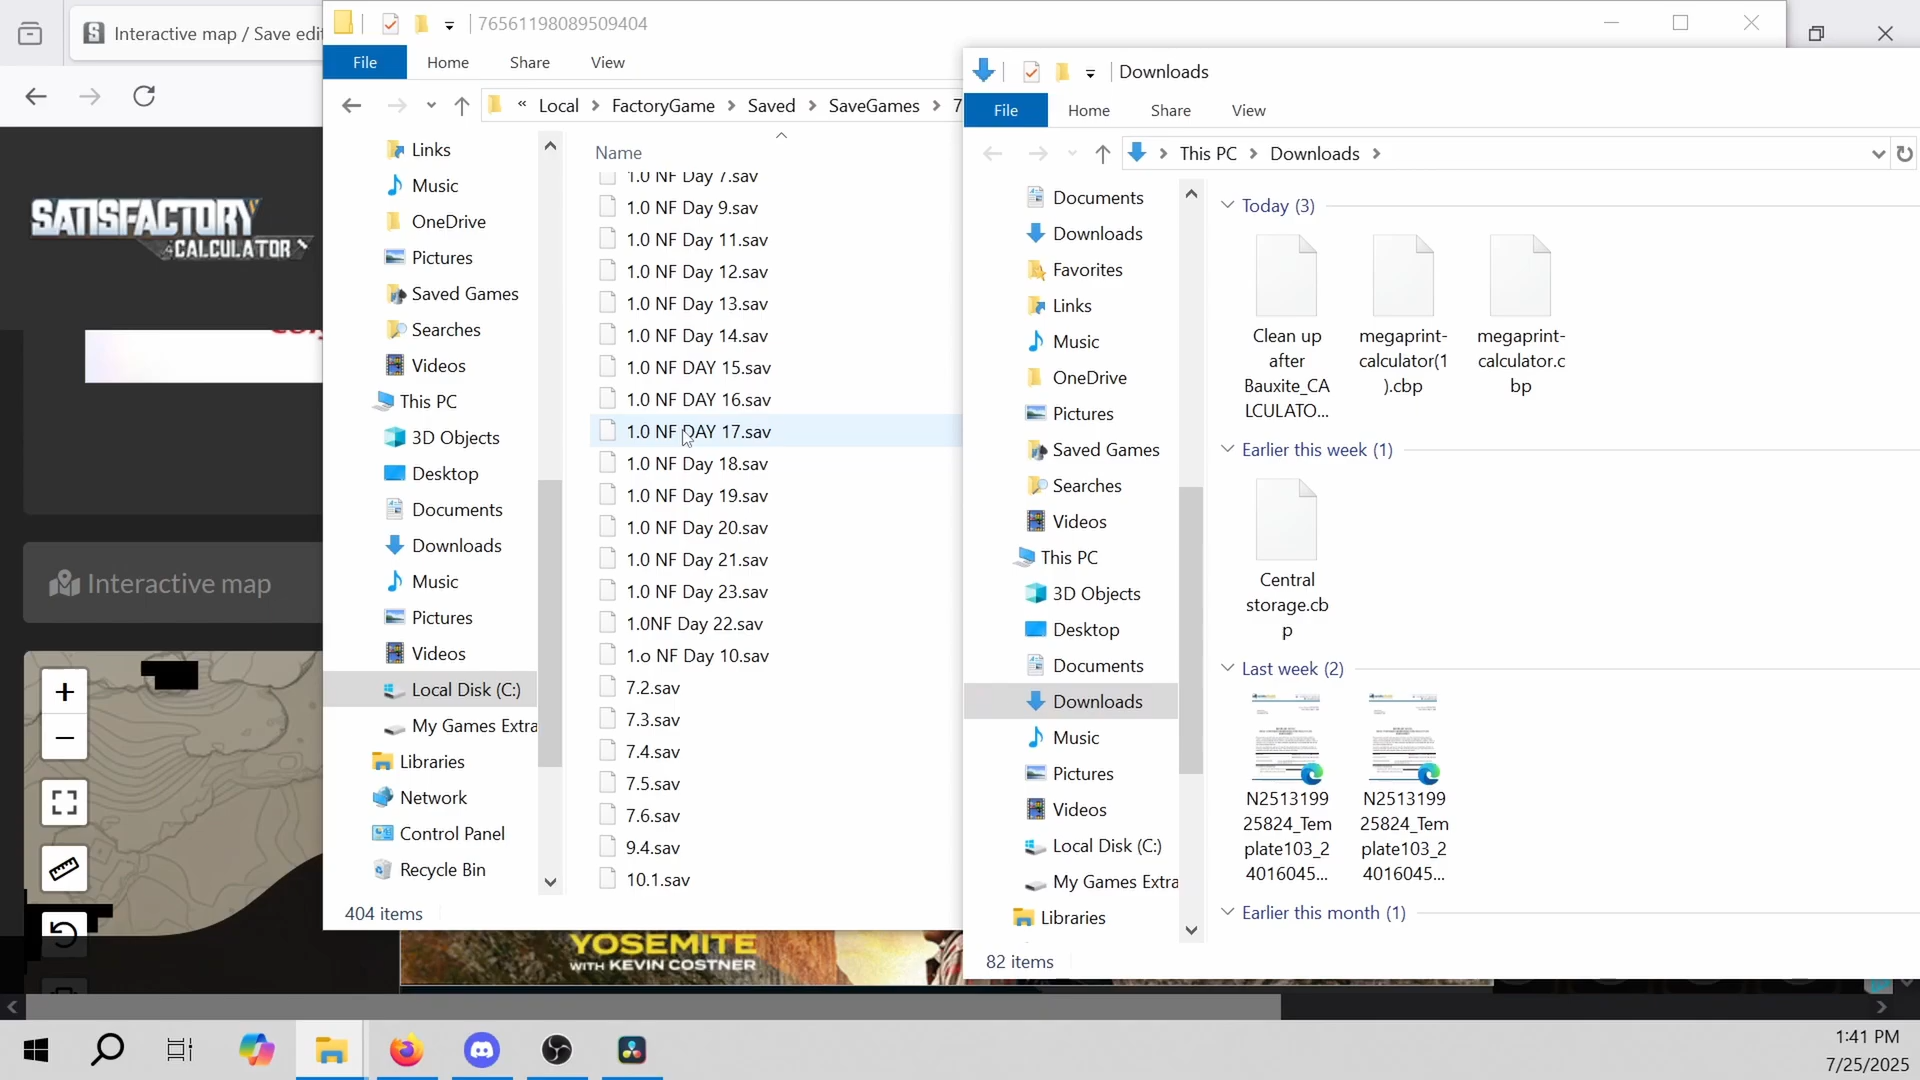 Interactive map / Save edit
SATISFACTORY
CALCULATOR
Interactive map
76561198089509404
File
Home
Share
View
« Local > FactoryGame > Saved > SaveGames > 7
Links
Music
OneDrive
Pictures
Saved Games
Searches
Videos
This PC
3D Objects
Desktop
Documents
Downloads
Music
Pictures
Videos
Local Disk (C:)
My Games Extra
Libraries
Network
Control Panel
Recycle Bin
404 items
Name
1.0 NF Day 7.sav
1.0 NF Day 9.sav
1.0 NF Day 11.sav
1.0 NF Day 12.sav
1.0 NF Day 13.sav
1.0 NF Day 14.sav
1.0 NF DAY 15.sav
1.0 NF DAY 16.sav
1.0 NF DAY 17.sav
1.0 NF Day 18.sav
1.0 NF Day 19.sav
1.0 NF Day 20.sav
1.0 NF Day 21.sav
1.0 NF Day 23.sav
1.0NF Day 22.sav
1.o NF Day 10.sav
7.2.sav
7.3.sav
7.4.sav
7.5.sav
7.6.sav
9.4.sav
10.1.sav
Downloads
File
Home
Share
View
This PC > Downloads >
Documents
Downloads
Favorites
Links
Music
OneDrive
Pictures
Saved Games
Searches
Videos
This PC
3D Objects
Desktop
Documents
Downloads
Music
Pictures
Videos
Local Disk (C:)
My Games Extra
Libraries
82 items
Today (3)
Clean up
after
Bauxite_CA
LCULATO...
megaprint-
calculator(1
).cbp
megaprint-
calculator.c
bp
Earlier this week (1)
Central
storage.cb
p
Last week (2)
N2513199
25824_Tem
plate103_2
4016045...
N2513199
25824_Tem
plate103_2
4016045...
Earlier this month (1)
YOSEMITE
WITH KEVIN COSTNER
1:41 PM
7/25/2025